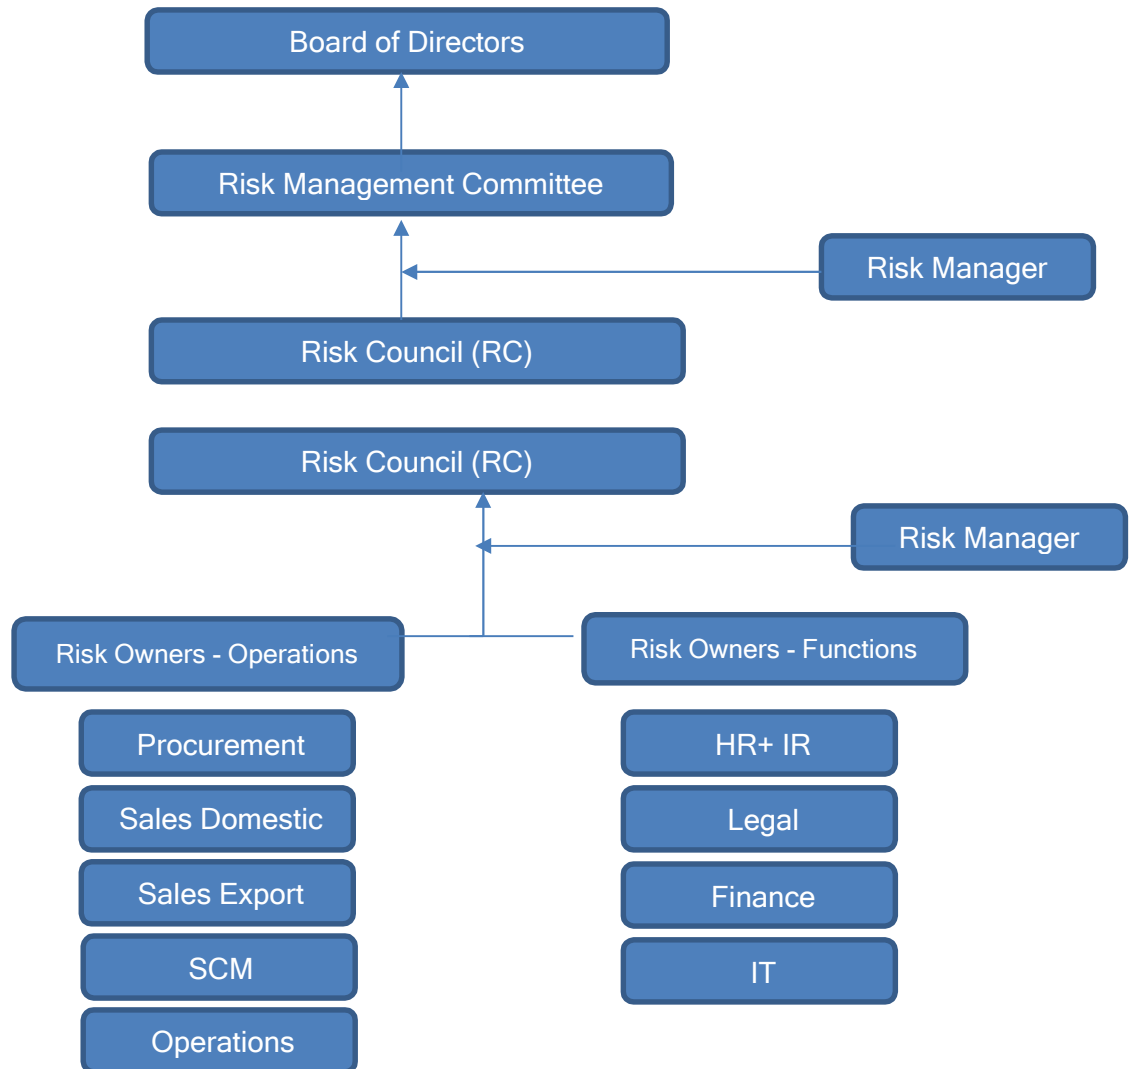 Board of Directors
Risk Management Committee
Risk Manager
Risk Council (RC)
Risk Council (RC)
Risk Manager
Risk Owners - Operations
Risk Owners - Functions
Procurement
HR+ IR
Sales Domestic
Legal
Sales Export
Finance
SCM
IT
Operations